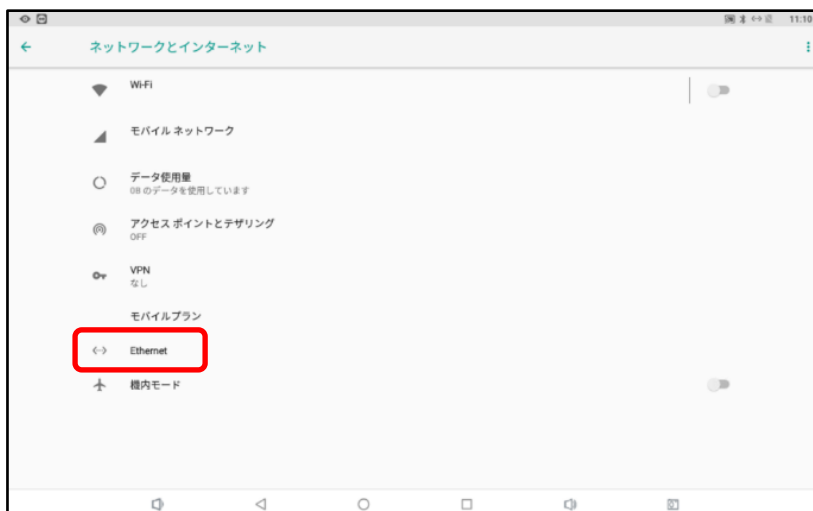 11:10
ネットワークとインターネット
Wi-Fi
モバイル ネットワーク
データ使用量
0B のデータを使用しています
アクセス ポイントとテザリング
OFF
VPN
なし
モバイルプラン
Ethernet
機内モード